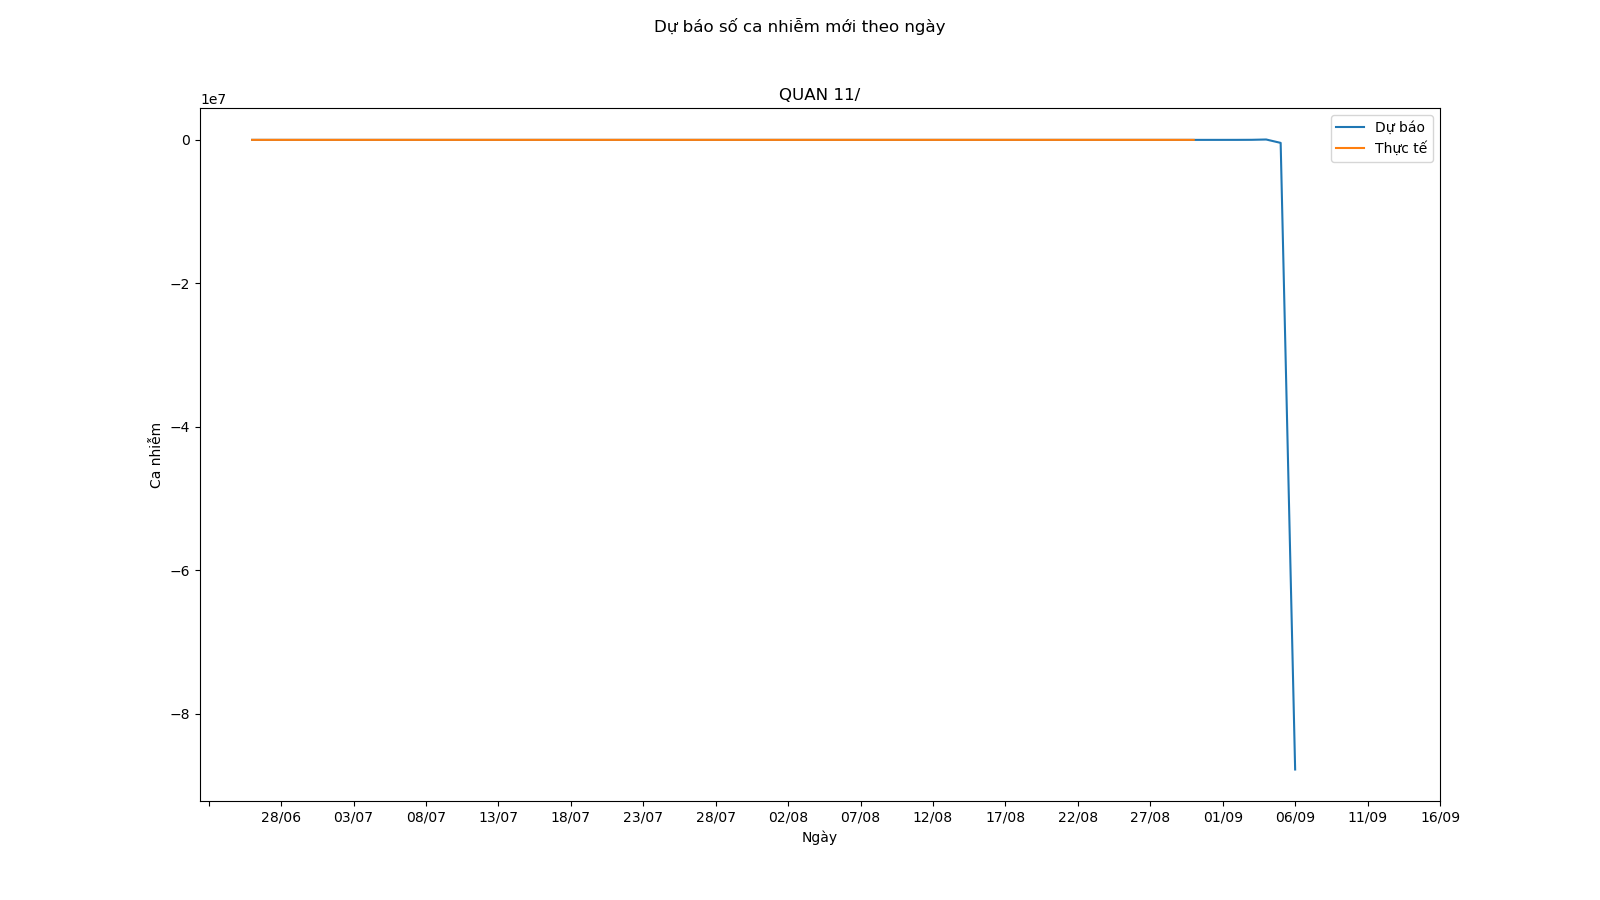 Dự báo số ca nhiễm mới theo ngày
QUAN 11/
1e7
Dự báo
Thực tế
0
−2
−4
−6
−8
Ca nhiễm
28/06 03/07 08/07 13/07 18/07 23/07 28/07 02/08 07/08 12/08 17/08 22/08 27/08 01/09 06/09 11/09 16/09
Ngày